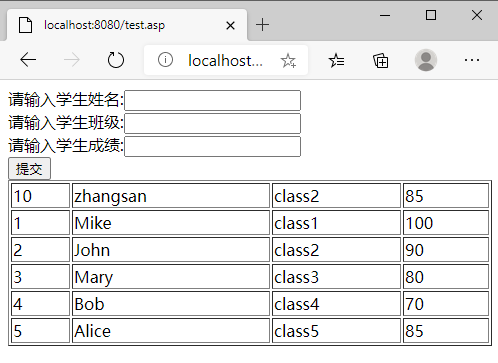 localhost:8080/test.asp
localhost...
请输入学生姓名:
请输入学生班级:
请输入学生成绩:
提交
10 zhangsan class2 85
1 Mike class1 100
2 John class2 90
3 Mary class3 80
4 Bob class4 70
5 Alice class5 85